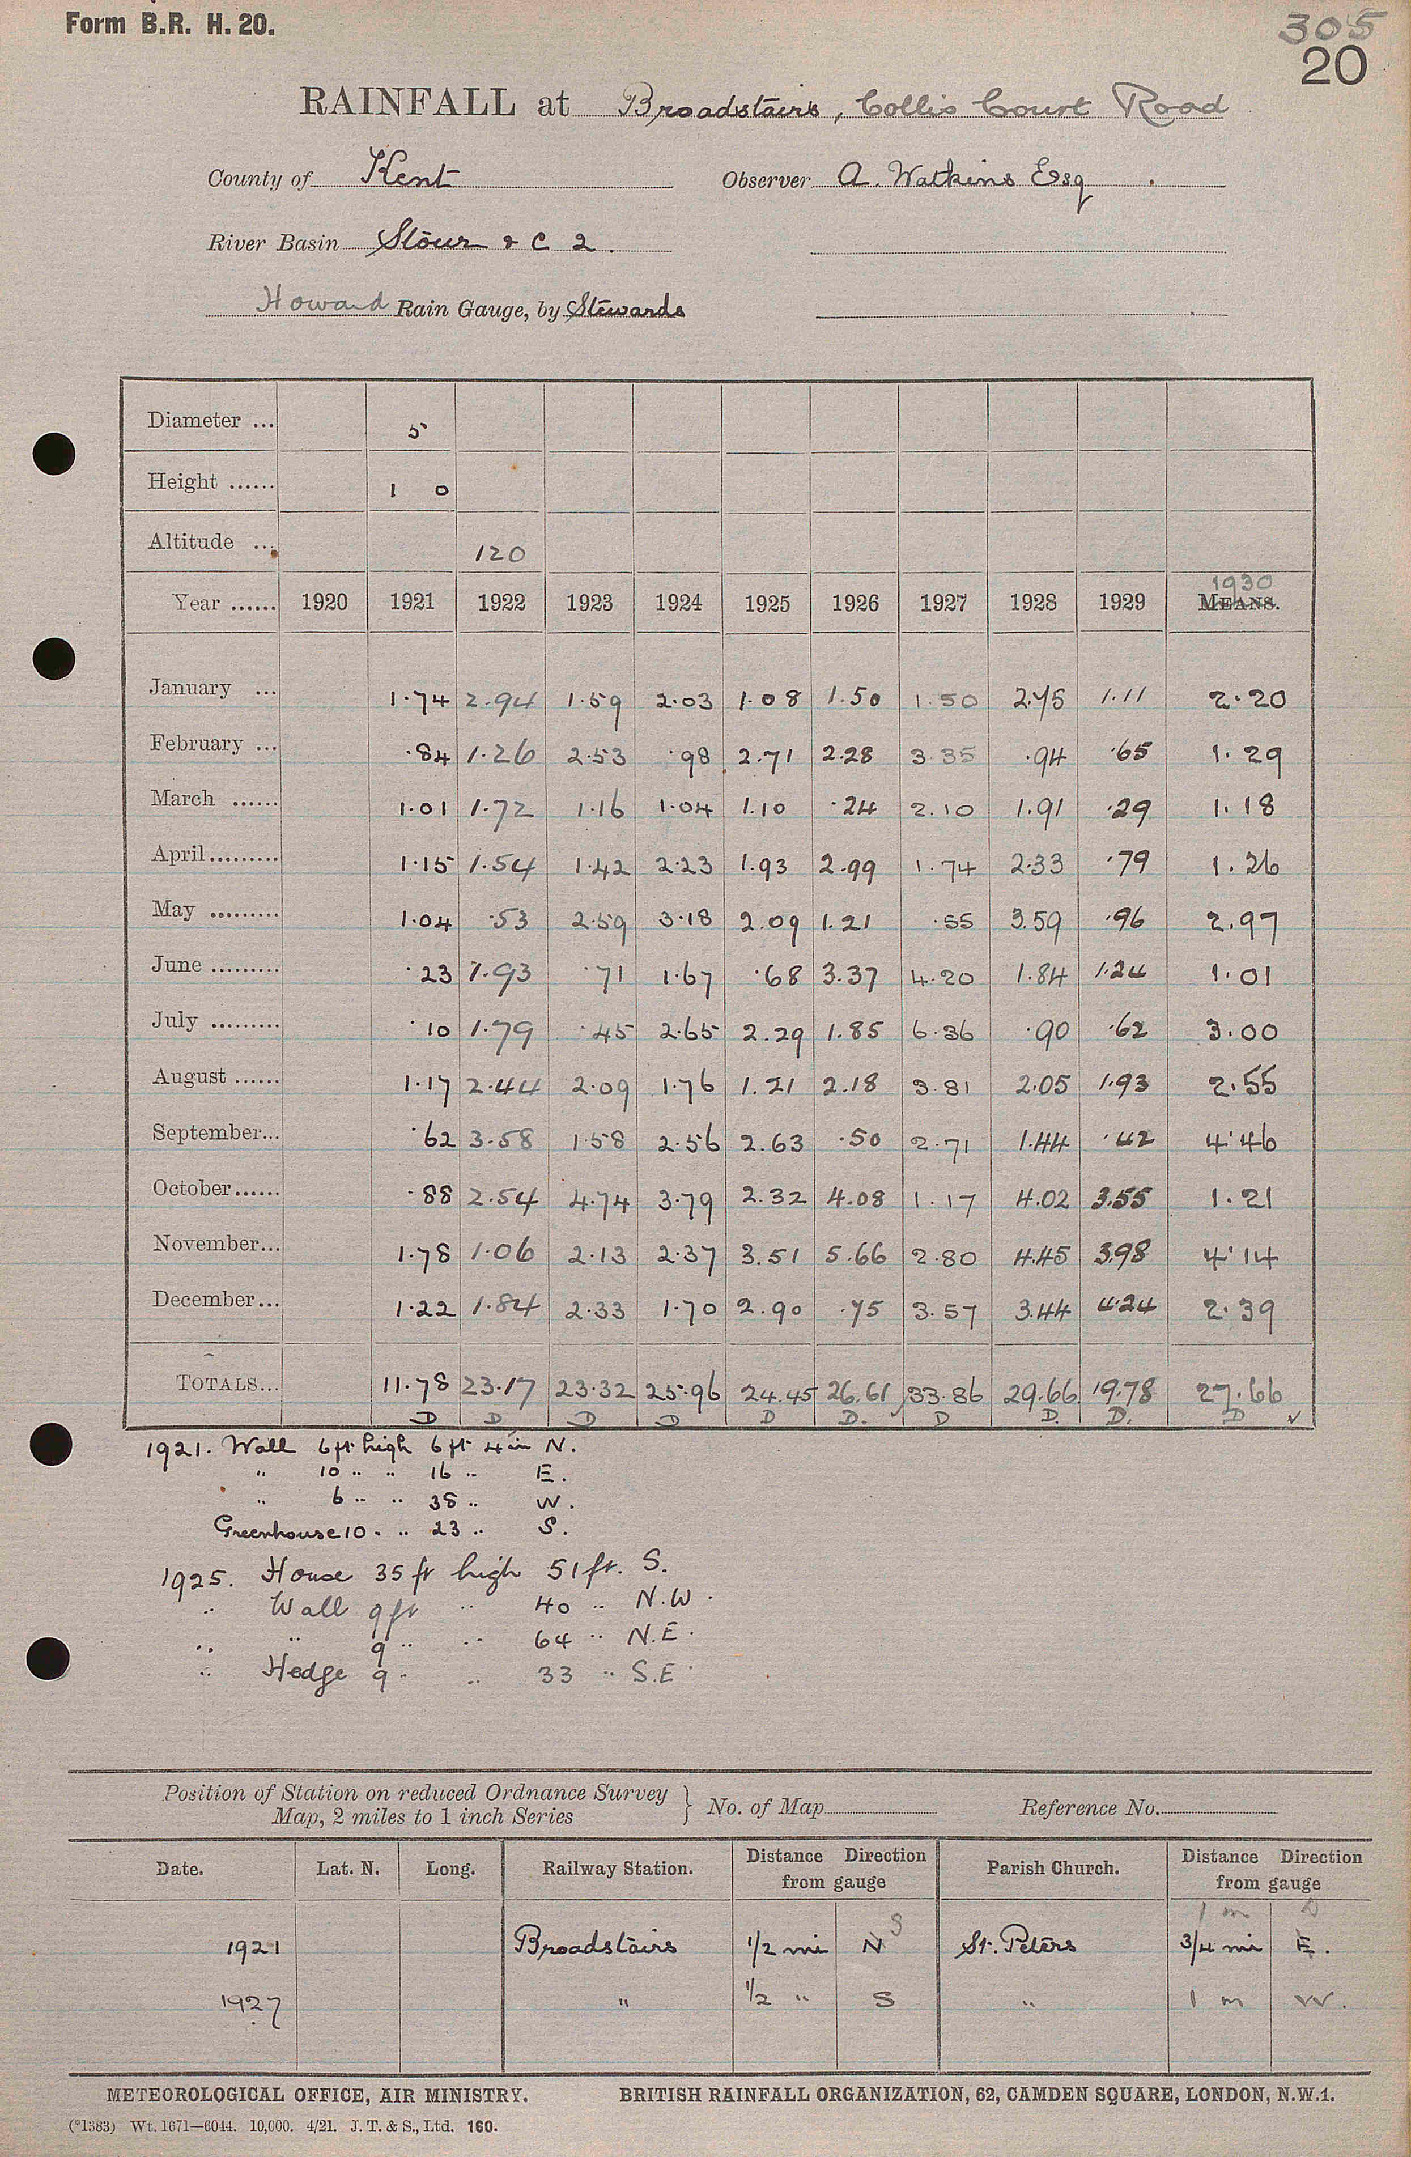 Form B.R. H. 20.
305
20
RAINFALL at Broadstairs, Collis Court Road
County of Kent Observer A. Watkins Esq.
River Basin Stour & C 2.
Howard Rain Gauge, by Stewards
Diameter ... 5
Height ...... 1 0
Altitude ... 120
1930
Year ...... 1920 1921 1922 1923 1924 1925 1926 1927 1928 1929 MEANS.
January ... 1.74 2.94 1.59 2.03 1.08 1.50 1.50 2.75 1.11 2.20
February ... .84 1.26 2.53 .98 2.71 2.28 3.35 .94 .65 1.29
March ...... 1.01 1.72 1.16 1.04 1.10 .24 2.10 1.91 .29 1.18
April......... 1.15 1.54 1.42 2.23 1.93 2.99 1.74 2.33 .79 1.26
May ......... 1.04 .53 2.59 3.18 2.09 1.21 .55 3.59 .96 2.97
June ......... .23 1.93 .71 1.67 .68 3.37 4.20 1.84 1.24 1.01
July ......... .10 1.79 .45 2.65 2.29 1.85 6.36 .90 .62 3.00
August ...... 1.17 2.44 2.09 1.76 1.21 2.18 3.81 2.05 1.93 2.55
September... .62 3.58 1.58 2.56 2.63 .50 2.71 1.44 .42 4.46
October...... .88 2.54 4.74 3.79 2.32 4.08 1.17 4.02 3.55 1.21
November... 1.78 1.06 2.13 2.37 3.51 5.66 2.80 4.45 3.98 4.14
December... 1.22 1.84 2.33 1.70 2.90 .75 3.57 3.44 4.24 2.39
TOTALS... 11.78 23.17 23.32 25.96 24.45 26.61 33.86 29.66 19.78 27.66
D D D D D D. D D. D. D ✓
1921. Wall 6 ft high 6 ft 4 in N.
" 10 " " 16 " E.
" 6 " " 38 " W.
Greenhouse 10 " " 23 " S.
1925. House 35 ft high 51 ft. S.
" Wall 9 ft " 40 " N.W.
" " 9 " " 64 " N.E.
" Hedge 9 " " 33 " S.E.
Position of Station on reduced Ordnance Survey Map, 2 miles to 1 inch Series } No. of Map Reference No.
Date. Lat. N. Long. Railway Station. Distance Direction from gauge Parish Church. Distance Direction from gauge
S 1 m
1921 Broadstairs 1/2 mi N St. Peters 3/4 mi E.
1927 " 1/2 " S " 1 m W.
METEOROLOGICAL OFFICE, AIR MINISTRY. BRITISH RAINFALL ORGANIZATION, 62, CAMDEN SQUARE, LONDON, N.W.1.
(*1383) Wt. 1671—6044. 10,000. 4/21. J. T. & S., Ltd. 160.